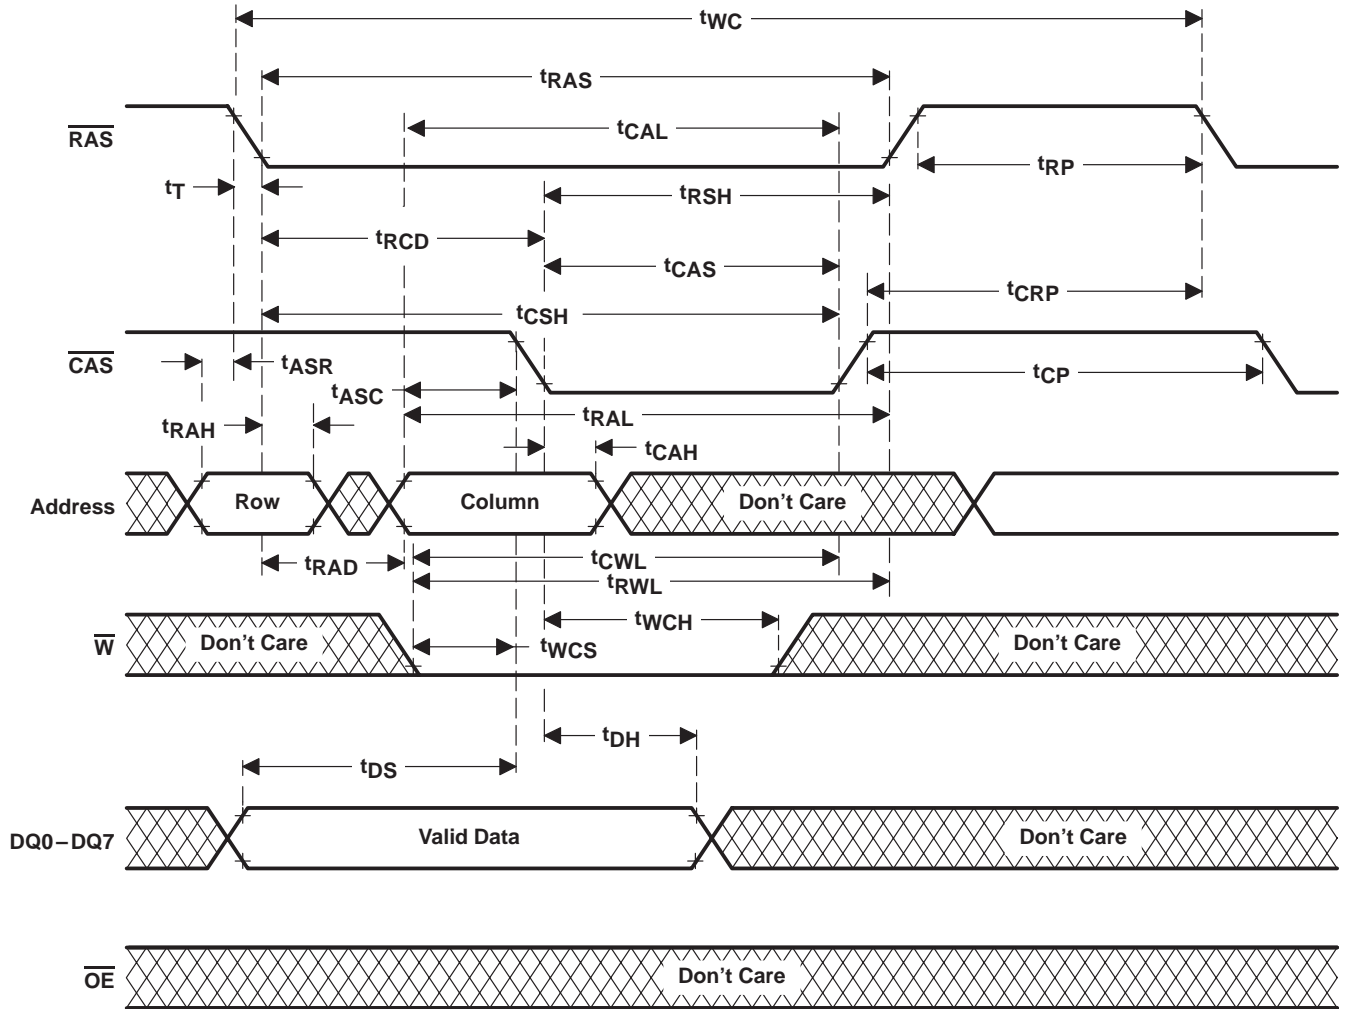 tWC
tRAS
tCAL
RAS
tRP
tT
tRSH
tRCD
tCAS
tCRP
tCSH
CAS
tASR
tCP
tASC
tRAL
tRAH
tCAH
Address
Row
Column
Don't Care
tRAD
tCWL
tRWL
tWCH
W
Don't Care
tWCS
Don't Care
tDH
tDS
DQ0–DQ7
Valid Data
Don't Care
OE
Don't Care